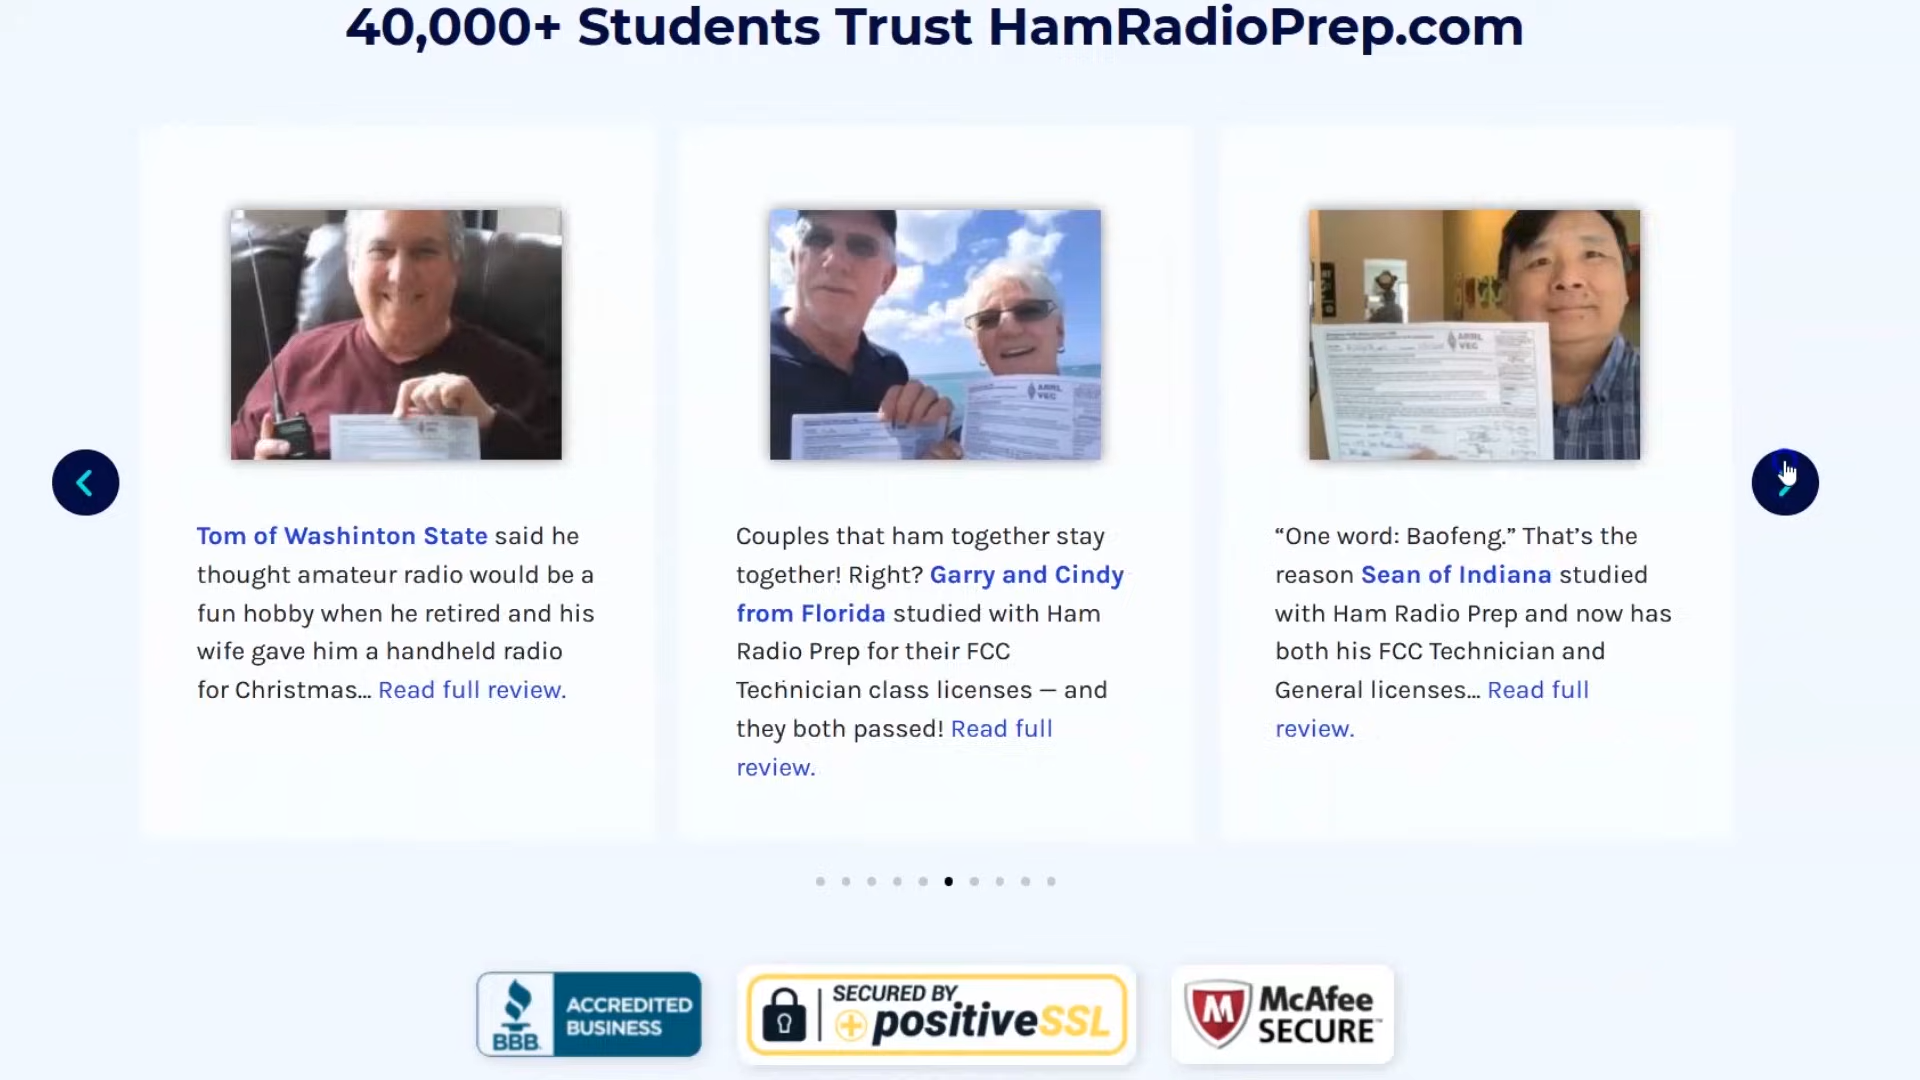 40,000+ Students Trust HamRadioPrep.com
ARRL
VEC
ARRL
VEC
Tom of Washinton State said he
thought amateur radio would be a
fun hobby when he retired and his
wife gave him a handheld radio
for Christmas... Read full review.
Couples that ham together stay
together! Right? Garry and Cindy
from Florida studied with Ham
Radio Prep for their FCC
Technician class licenses — and
they both passed! Read full
review.
“One word: Baofeng.” That’s the
reason Sean of Indiana studied
with Ham Radio Prep and now has
both his FCC Technician and
General licenses... Read full
review.
BBB
ACCREDITED
BUSINESS
SECURED BY
positiveSSL
McAfee
SECURE™